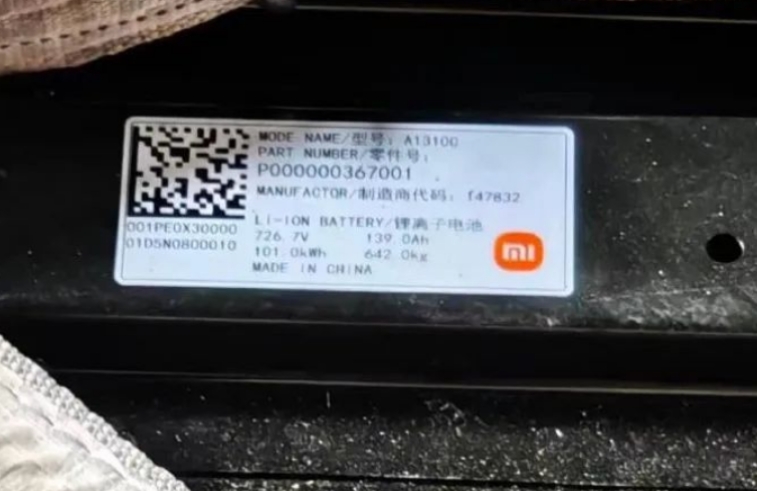 MODE NAME/型号: A13100
PART NUMBER/零件号:
P000000367001
MANUFACTOR/制造商代码: f47832
LI-ION BATTERY/锂离子电池
726.7V 139.0Ah
101.0kWh 642.0kg
MADE IN CHINA
001PE0X30000
01D5N0800010
mi